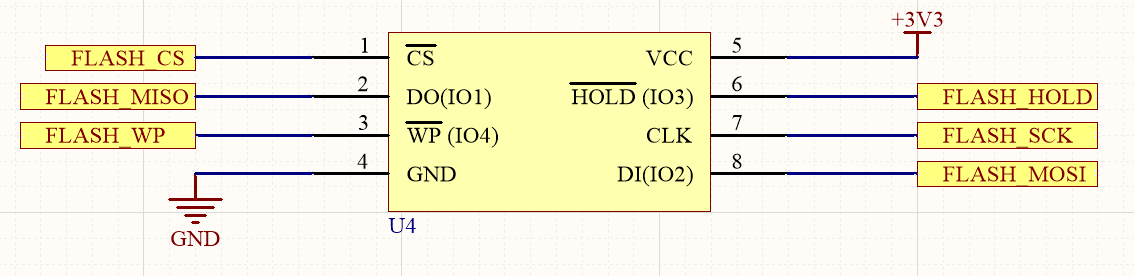 +3V3
FLASH_CS 1 CS VCC 5
FLASH_MISO 2 DO(IO1) HOLD (IO3) 6 FLASH_HOLD
FLASH_WP 3 WP (IO4) CLK 7 FLASH_SCK
4 GND DI(IO2) 8 FLASH_MOSI
U4
GND